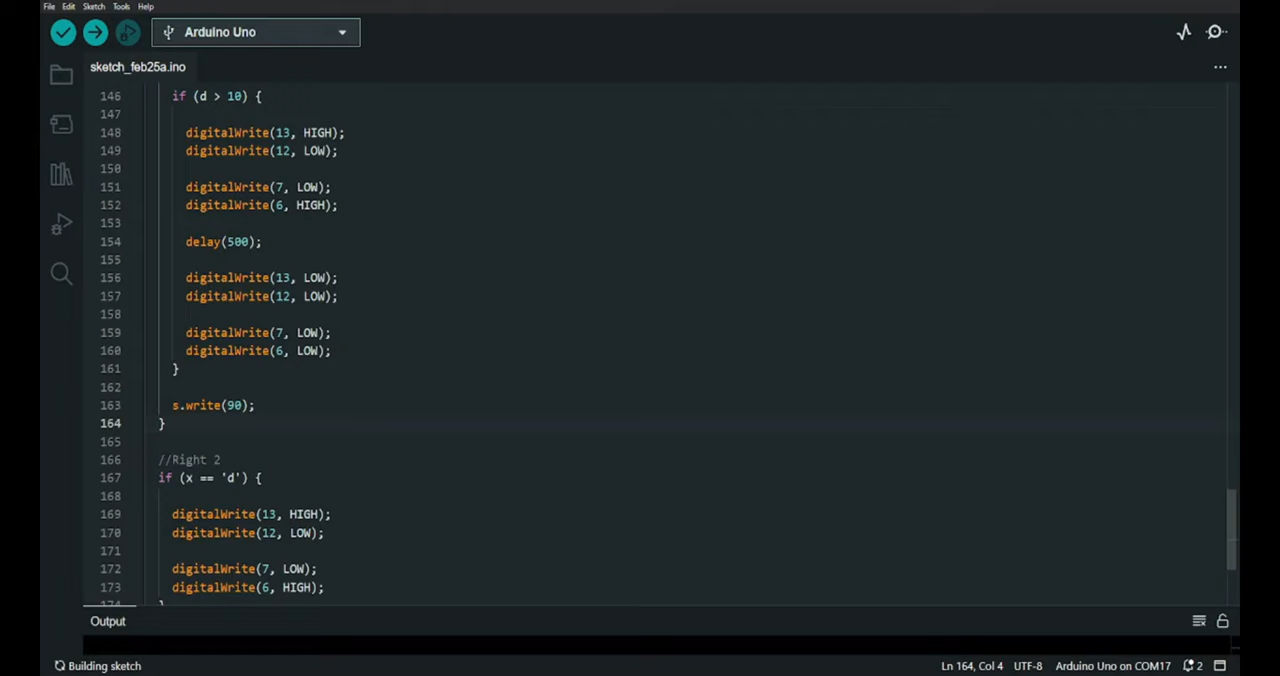 File Edit Sketch Tools Help
Arduino Uno
sketch_feb25a.ino
146 if (d > 10) {
147
148 digitalWrite(13, HIGH);
149 digitalWrite(12, LOW);
150
151 digitalWrite(7, LOW);
152 digitalWrite(6, HIGH);
153
154 delay(500);
155
156 digitalWrite(13, LOW);
157 digitalWrite(12, LOW);
158
159 digitalWrite(7, LOW);
160 digitalWrite(6, LOW);
161 }
162
163 s.write(90);
164 }
165
166 //Right 2
167 if (x == 'd') {
168
169 digitalWrite(13, HIGH);
170 digitalWrite(12, LOW);
171
172 digitalWrite(7, LOW);
173 digitalWrite(6, HIGH);
Output
Building sketch Ln 164, Col 4 UTF-8 Arduino Uno on COM17 2